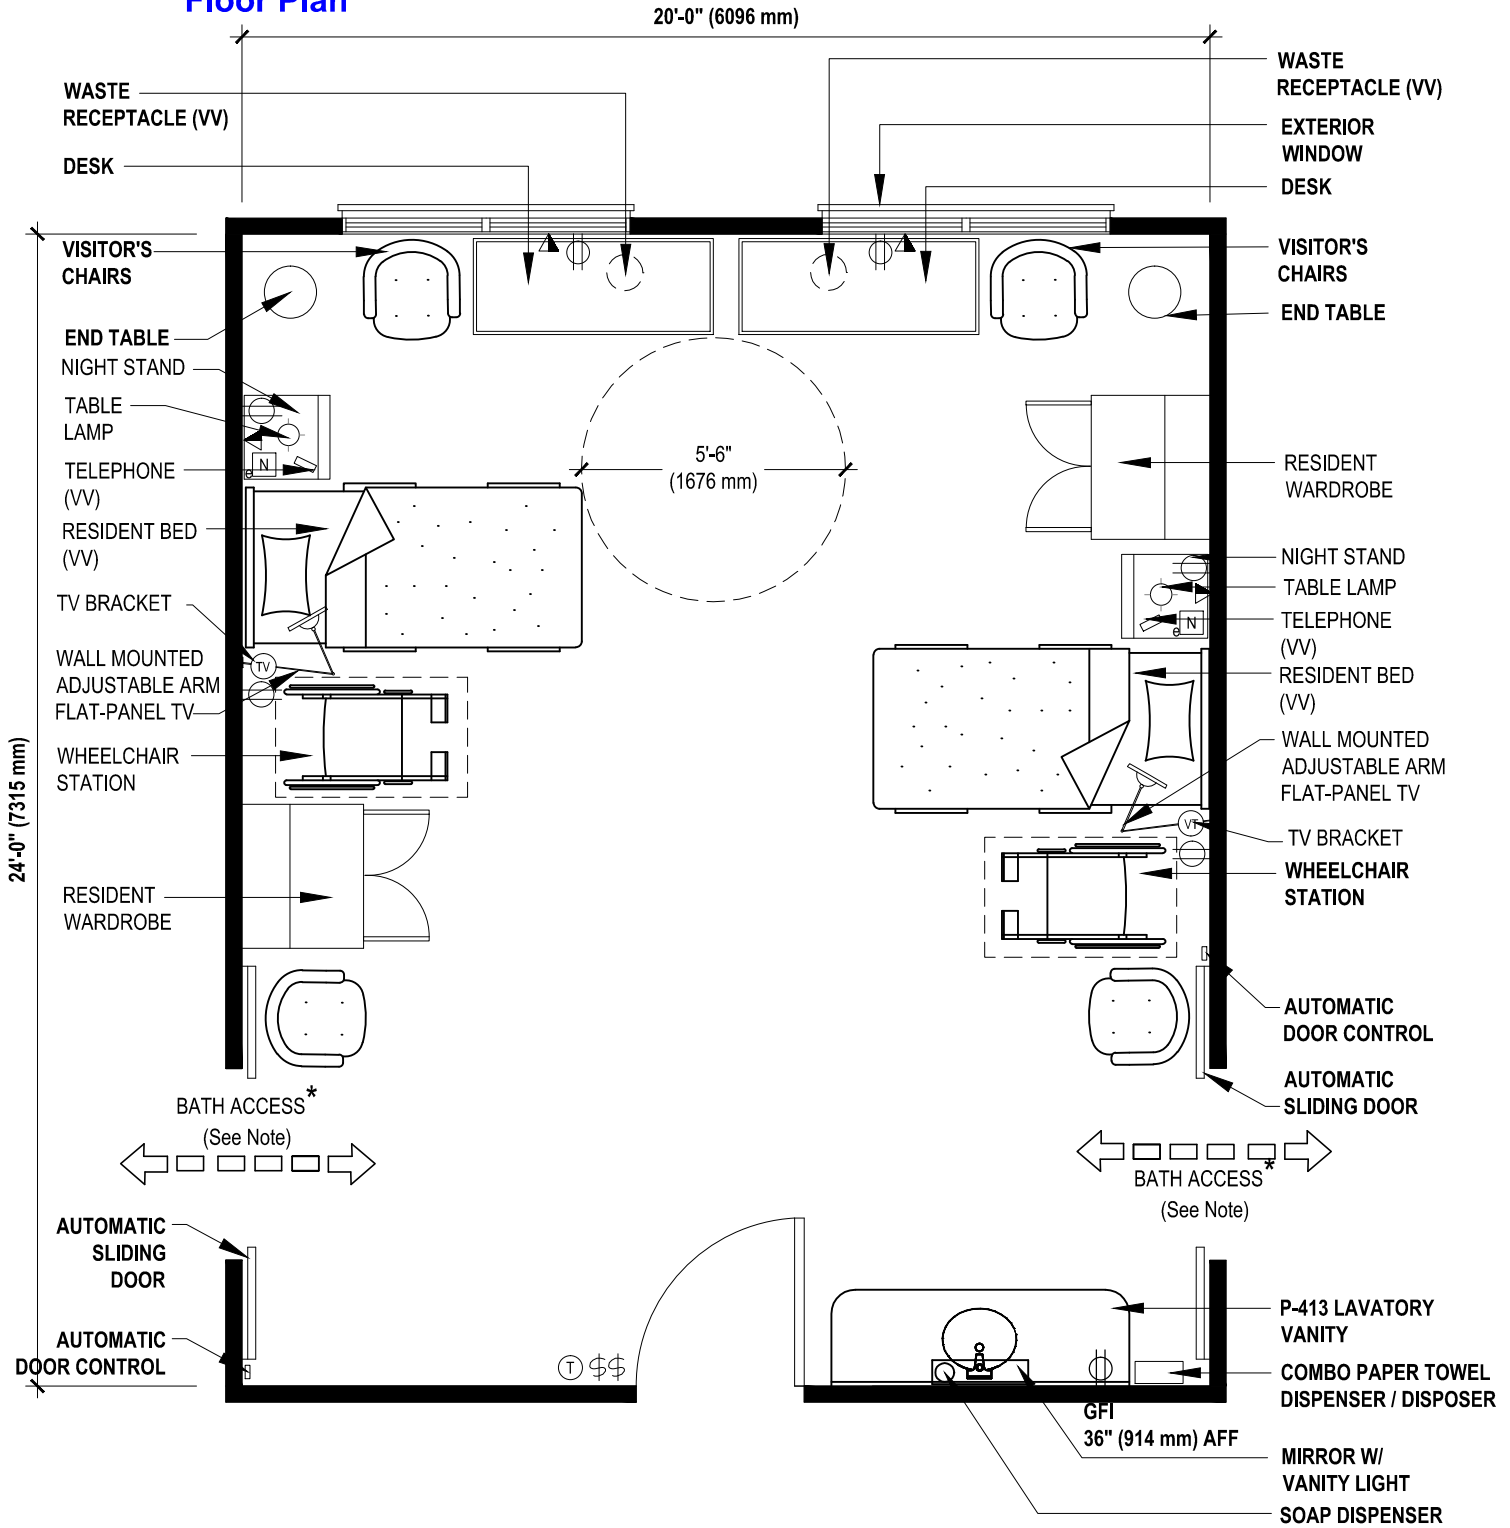 Floor Plan
20'-0" (6096 mm)
WASTE
RECEPTACLE (VV)
DESK
VISITOR'S
CHAIRS
END TABLE
NIGHT STAND
TABLE
LAMP
TELEPHONE
(VV)
RESIDENT BED
(VV)
TV BRACKET
WALL MOUNTED
ADJUSTABLE ARM
FLAT-PANEL TV
WHEELCHAIR
STATION
24'-0" (7315 mm)
RESIDENT
WARDROBE
BATH ACCESS*
(See Note)
AUTOMATIC
SLIDING
DOOR
AUTOMATIC
DOOR CONTROL
N
e
TV
5'-6"
(1676 mm)
T $$
WASTE
RECEPTACLE (VV)
EXTERIOR
WINDOW
DESK
VISITOR'S
CHAIRS
END TABLE
RESIDENT
WARDROBE
NIGHT STAND
TABLE LAMP
TELEPHONE
(VV)
N
e
RESIDENT BED
(VV)
WALL MOUNTED
ADJUSTABLE ARM
FLAT-PANEL TV
VT
TV BRACKET
WHEELCHAIR
STATION
AUTOMATIC
DOOR CONTROL
AUTOMATIC
SLIDING DOOR
BATH ACCESS*
(See Note)
P-413 LAVATORY
VANITY
COMBO PAPER TOWEL
DISPENSER / DISPOSER
GFI
36" (914 mm) AFF
MIRROR W/
VANITY LIGHT
SOAP DISPENSER